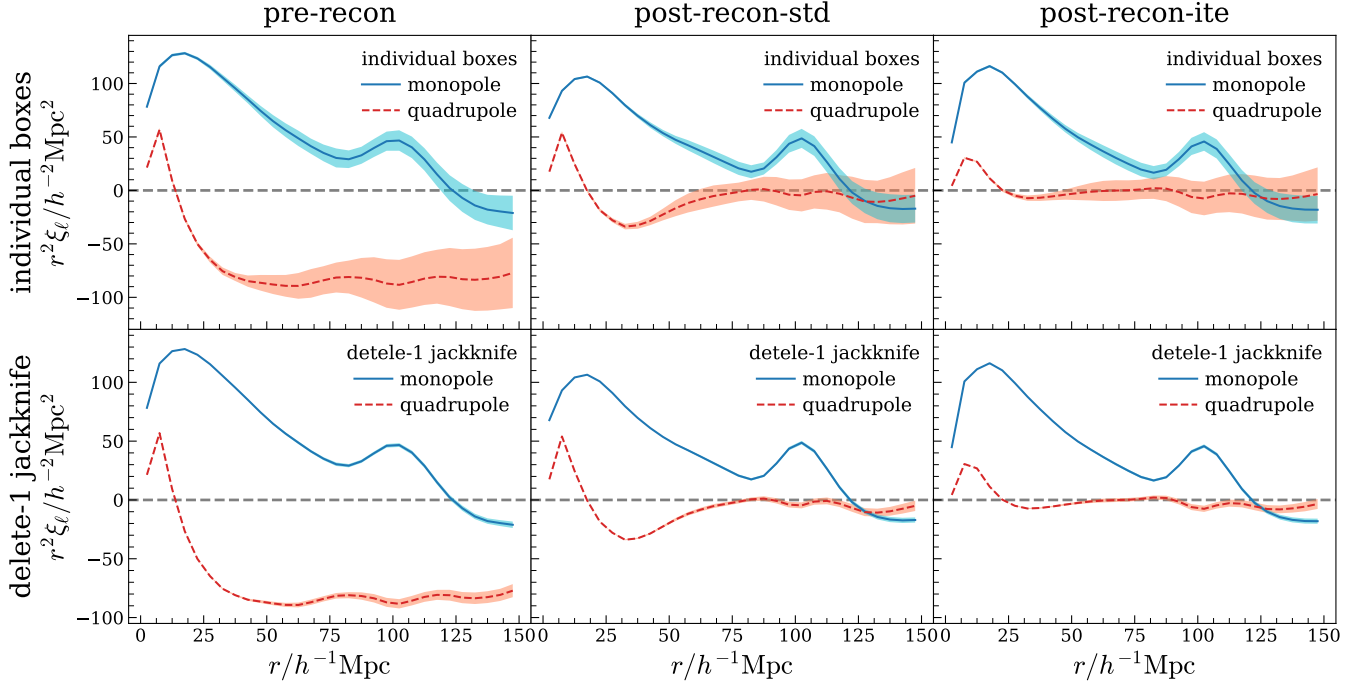 pre-recon
post-recon-std
post-recon-ite
individual boxes
r²ξℓ/h⁻²Mpc²
100
50
0
−50
−100
individual boxes
monopole
quadrupole
individual boxes
monopole
quadrupole
individual boxes
monopole
quadrupole
delete-1 jackknife
r²ξℓ/h⁻²Mpc²
100
50
0
−50
−100
detele-1 jackknife
monopole
quadrupole
detele-1 jackknife
monopole
quadrupole
detele-1 jackknife
monopole
quadrupole
0 25 50 75 100 125 150
0 25 50 75 100 125 150
0 25 50 75 100 125 150
r/h⁻¹Mpc
r/h⁻¹Mpc
r/h⁻¹Mpc